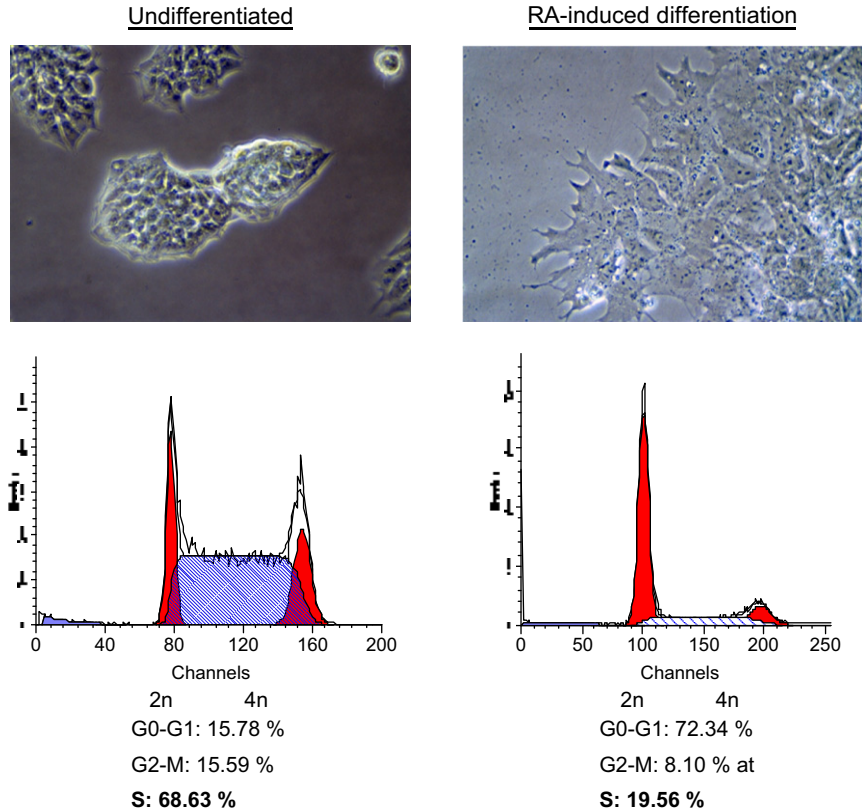 Undifferentiated
RA-induced differentiation
0 40 80 120 160 200
Channels
2n 4n
G0-G1: 15.78 %
G2-M: 15.59 %
S: 68.63 %
0 50 100 150 200 250
Channels
2n 4n
G0-G1: 72.34 %
G2-M: 8.10 % at
S: 19.56 %